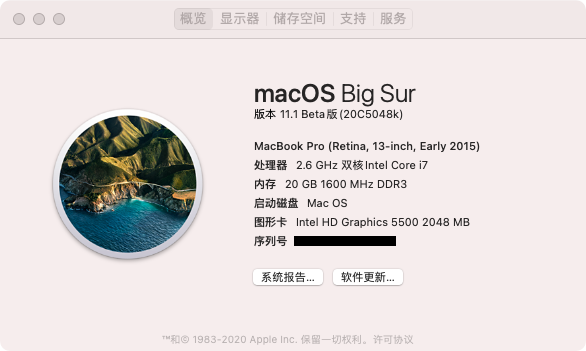 概览 显示器 储存空间 支持 服务
macOS Big Sur
版本 11.1 Beta版 (20C5048k)
MacBook Pro (Retina, 13-inch, Early 2015)
处理器 2.6 GHz 双核Intel Core i7
内存 20 GB 1600 MHz DDR3
启动磁盘 Mac OS
图形卡 Intel HD Graphics 5500 2048 MB
序列号
系统报告... 软件更新...
™和© 1983-2020 Apple Inc. 保留一切权利。许可协议